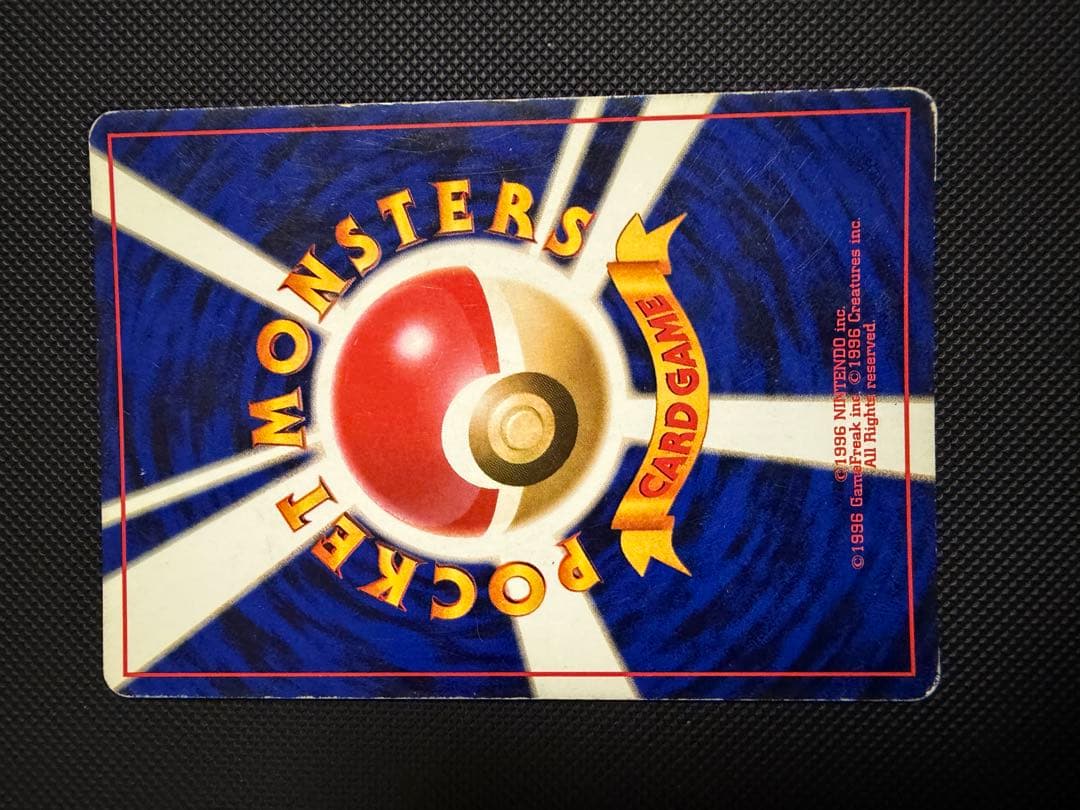 POCKET MONSTERS
CARD GAME
©1996 NINTENDO inc.
©1996 GameFreak inc. ©1996 Creatures inc.
All Rights reserved.